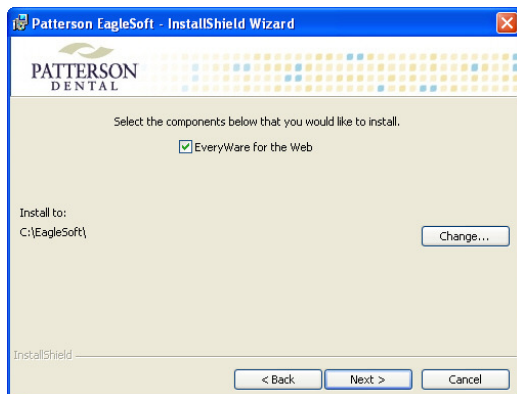 Patterson EagleSoft - InstallShield Wizard
PATTERSON
DENTAL
Select the components below that you would like to install.
EveryWare for the Web
Install to:
C:\EagleSoft\
Change...
InstallShield
< Back
Next >
Cancel